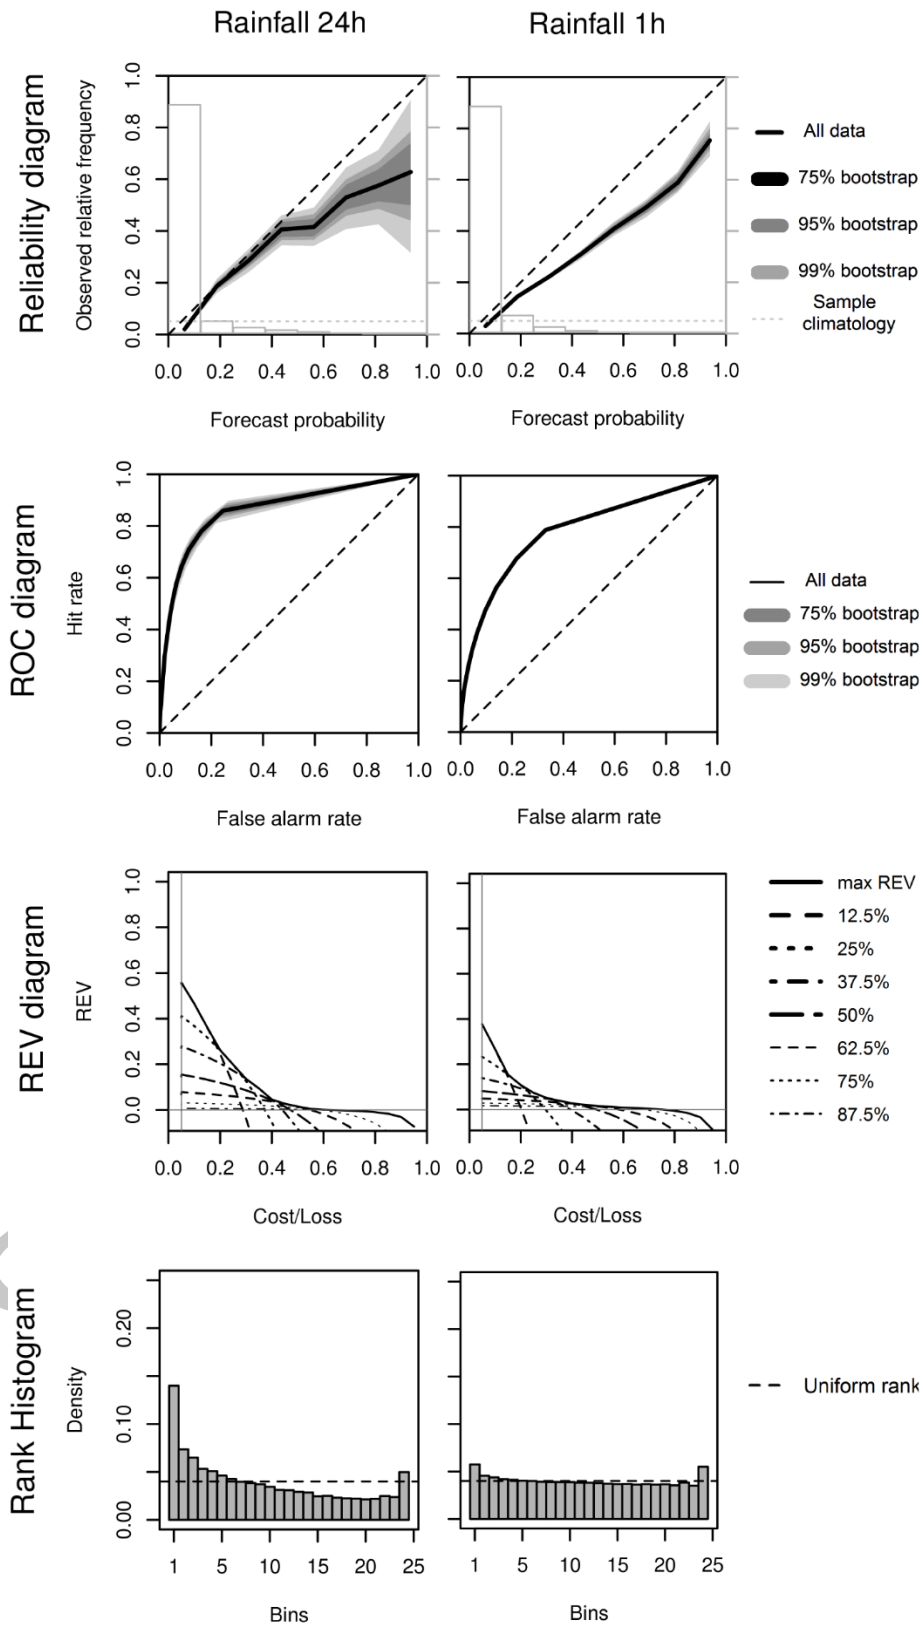 Rainfall 24h
Rainfall 1h
Reliability diagram
Observed relative frequency
0.0 0.2 0.4 0.6 0.8 1.0
0.0 0.2 0.4 0.6 0.8 1.0
0.0 0.2 0.4 0.6 0.8 1.0
Forecast probability
Forecast probability
All data
75% bootstrap
95% bootstrap
99% bootstrap
Sample
climatology
ROC diagram
Hit rate
0.0 0.2 0.4 0.6 0.8 1.0
0.0 0.2 0.4 0.6 0.8 1.0
0.0 0.2 0.4 0.6 0.8 1.0
False alarm rate
False alarm rate
All data
75% bootstrap
95% bootstrap
99% bootstrap
REV diagram
REV
0.0 0.2 0.4 0.6 0.8 1.0
0.0 0.2 0.4 0.6 0.8 1.0
0.0 0.2 0.4 0.6 0.8 1.0
Cost/Loss
Cost/Loss
max REV
12.5%
25%
37.5%
50%
62.5%
75%
87.5%
Rank Histogram
Density
0.00 0.10 0.20
1 5 10 15 20 25
1 5 10 15 20 25
Bins
Bins
Uniform rank